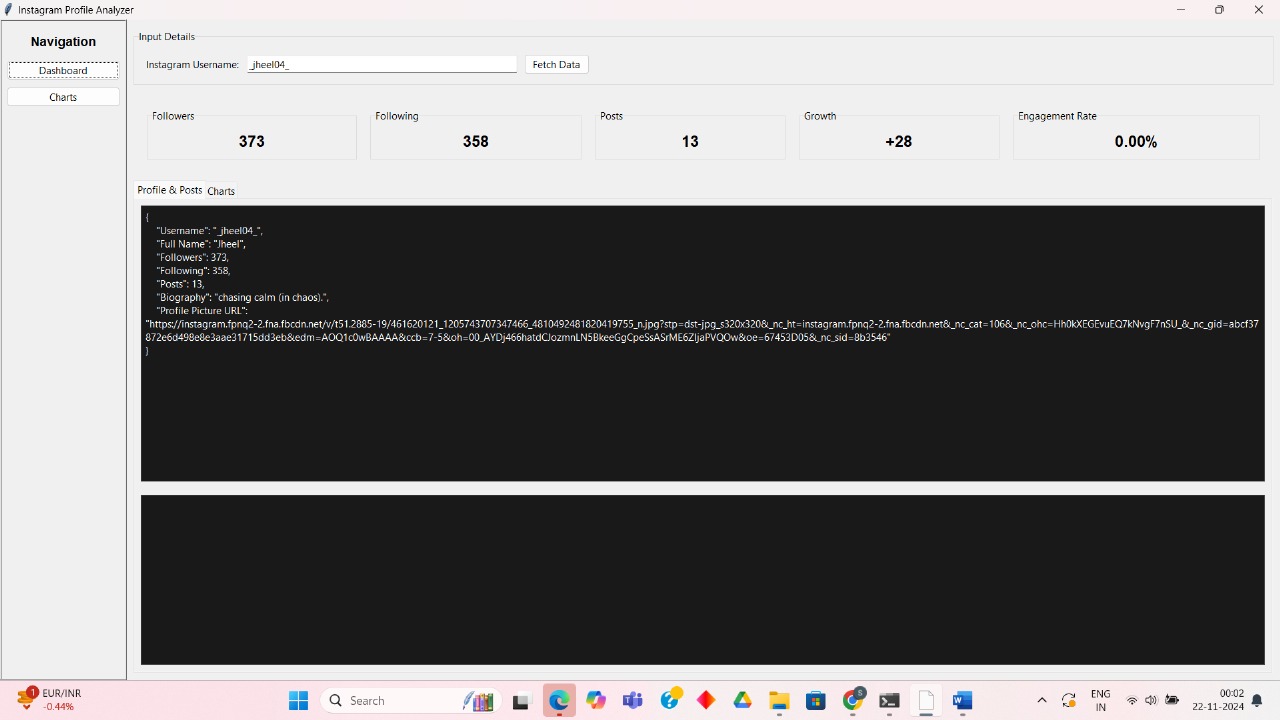 Instagram Profile Analyzer
Navigation
Dashboard
Charts
Input Details
Instagram Username: _jheel04_ Fetch Data
Followers Following Posts Growth Engagement Rate
373 358 13 +28 0.00%
Profile & Posts Charts
{
"Username": "_jheel04_",
"Full Name": "Jheel",
"Followers": 373,
"Following": 358,
"Posts": 13,
"Biography": "chasing calm (in chaos).",
"Profile Picture URL":
"https://instagram.fpnq2-2.fna.fbcdn.net/v/t51.2885-19/461620121_1205743707347466_4810492481820419755_n.jpg?stp=dst-jpg_s320x320&_nc_ht=instagram.fpnq2-2.fna.fbcdn.net&_nc_cat=106&_nc_ohc=Hh0kXEGEvuEQ7kNvgF7nSU_&_nc_gid=abcf37
872e6d498e8e3aae31715dd3eb&edm=AOQ1c0wBAAAA&ccb=7-5&oh=00_AYDj466hatdCJozmnLN5BkeeGgCpeSsASrME6ZljaPVQOw&oe=67453D05&_nc_sid=8b3546"
}
1 EUR/INR
-0.44%
Search
S
ENG
IN
00:02
22-11-2024